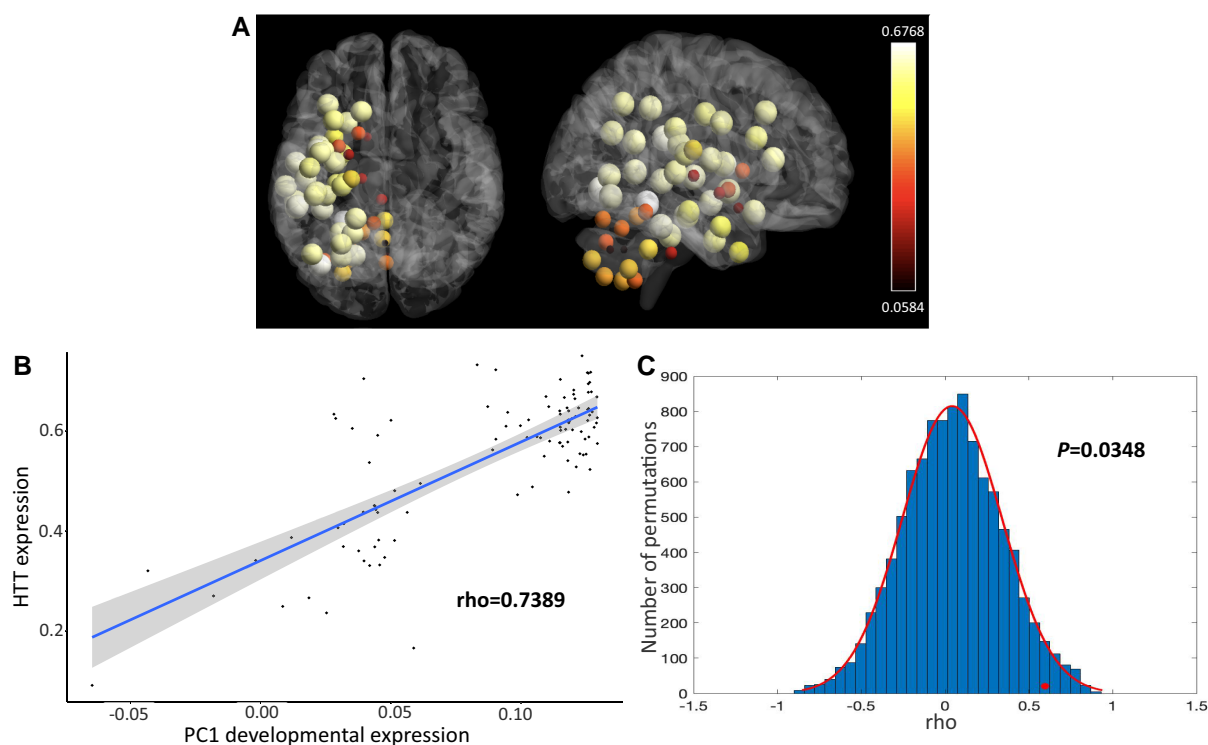 A
0.6768
0.0584
B
HTT expression
0.6
0.4
0.2
rho=0.7389
-0.05
0.00
0.05
0.10
PC1 developmental expression
C
Number of permutations
900
800
700
600
500
400
300
200
100
0
P=0.0348
-1.5
-1
-0.5
0
0.5
1
1.5
rho